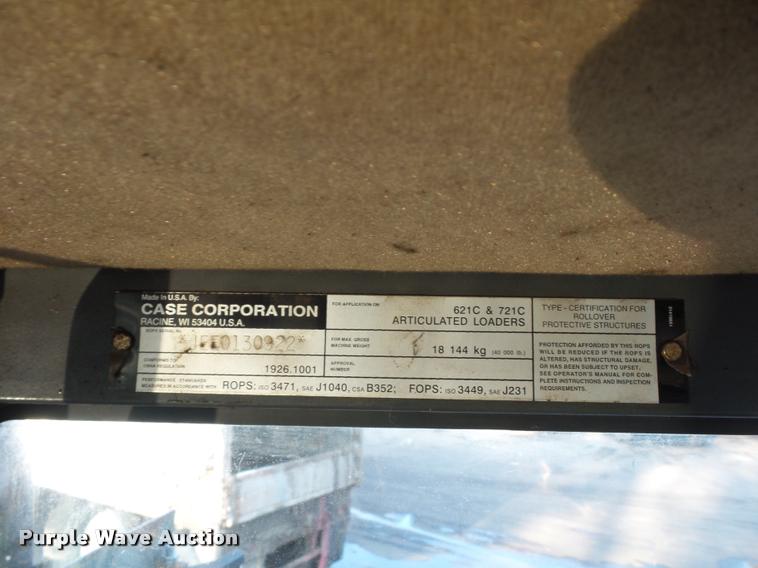 Made In U.S.A. By:
CASE CORPORATION
RACINE, WI 53404 U.S.A.
ROPS SERIAL No
CONFORMS TO
OSHA REGULATION
1926.1001
PERFORMANCE STANDARD
MEASURES IN ACCORDANCE WITH
ROPS: ISO 3471, SAE J1040, CSA B352; FOPS: ISO 3449, SAE J231
FOR APPLICATION ON:
621C & 721C
ARTICULATED LOADERS
FOR MAX. GROSS
MACHINE WEIGHT
18 144 kg (40 000 lb.)
APPROVAL
NUMBER
TYPE - CERTIFICATION FOR
ROLLOVER
PROTECTIVE STRUCTURES
PROTECTION AFFORDED BY THIS ROPS
WILL BE REDUCED IF THE ROPS IS
ALTERED, HAS STRUCTURAL DAMAGE,
OR HAS BEEN SUBJECT TO UPSET;
SEE OPERATOR'S MANUAL FOR COM-
PLETE INSTRUCTIONS AND INSPECTION
REQUIREMENTS.
Purple Wave Auction